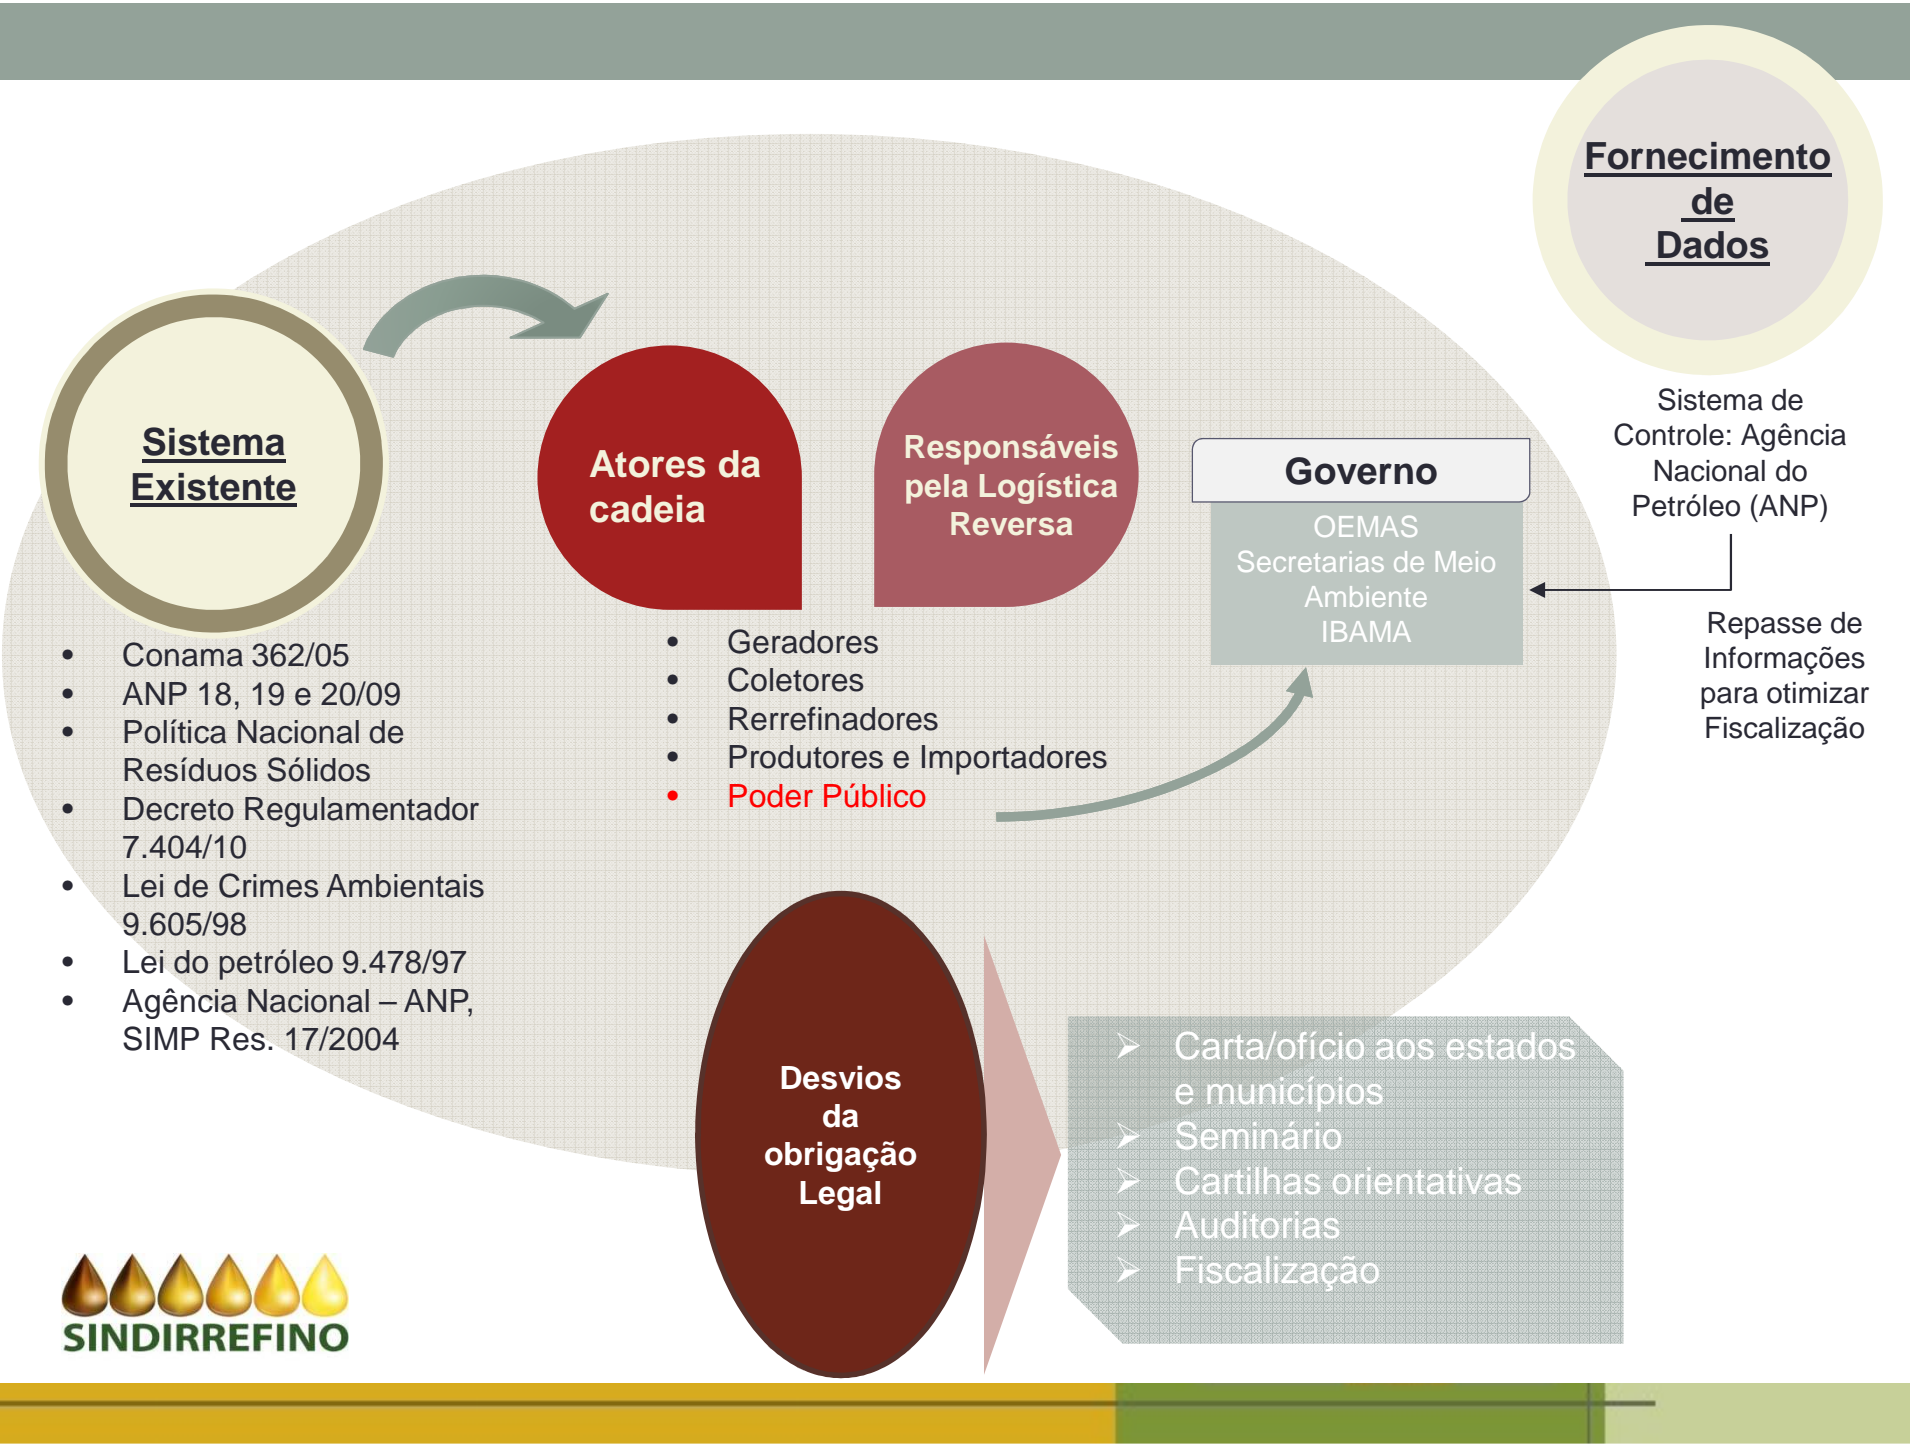 Fornecimento
de
Dados
Sistema de
Controle: Agência
Nacional do
Petróleo (ANP)
Repasse de
Informações
para otimizar
Fiscalização
Sistema
Existente
Conama 362/05
ANP 18, 19 e 20/09
Política Nacional de
Resíduos Sólidos
Decreto Regulamentador
7.404/10
Lei de Crimes Ambientais
9.605/98
Lei do petróleo 9.478/97
Agência Nacional – ANP,
SIMP Res. 17/2004
Atores da
cadeia
Responsáveis
pela Logística
Reversa
Geradores
Coletores
Rerrefinadores
Produtores e Importadores
Poder Público
Governo
OEMAS
Secretarias de Meio
Ambiente
IBAMA
Desvios
da
obrigação
Legal
Carta/ofício aos estados
e municípios
Seminário
Cartilhas orientativas
Auditorias
Fiscalização
SINDIRREFINO